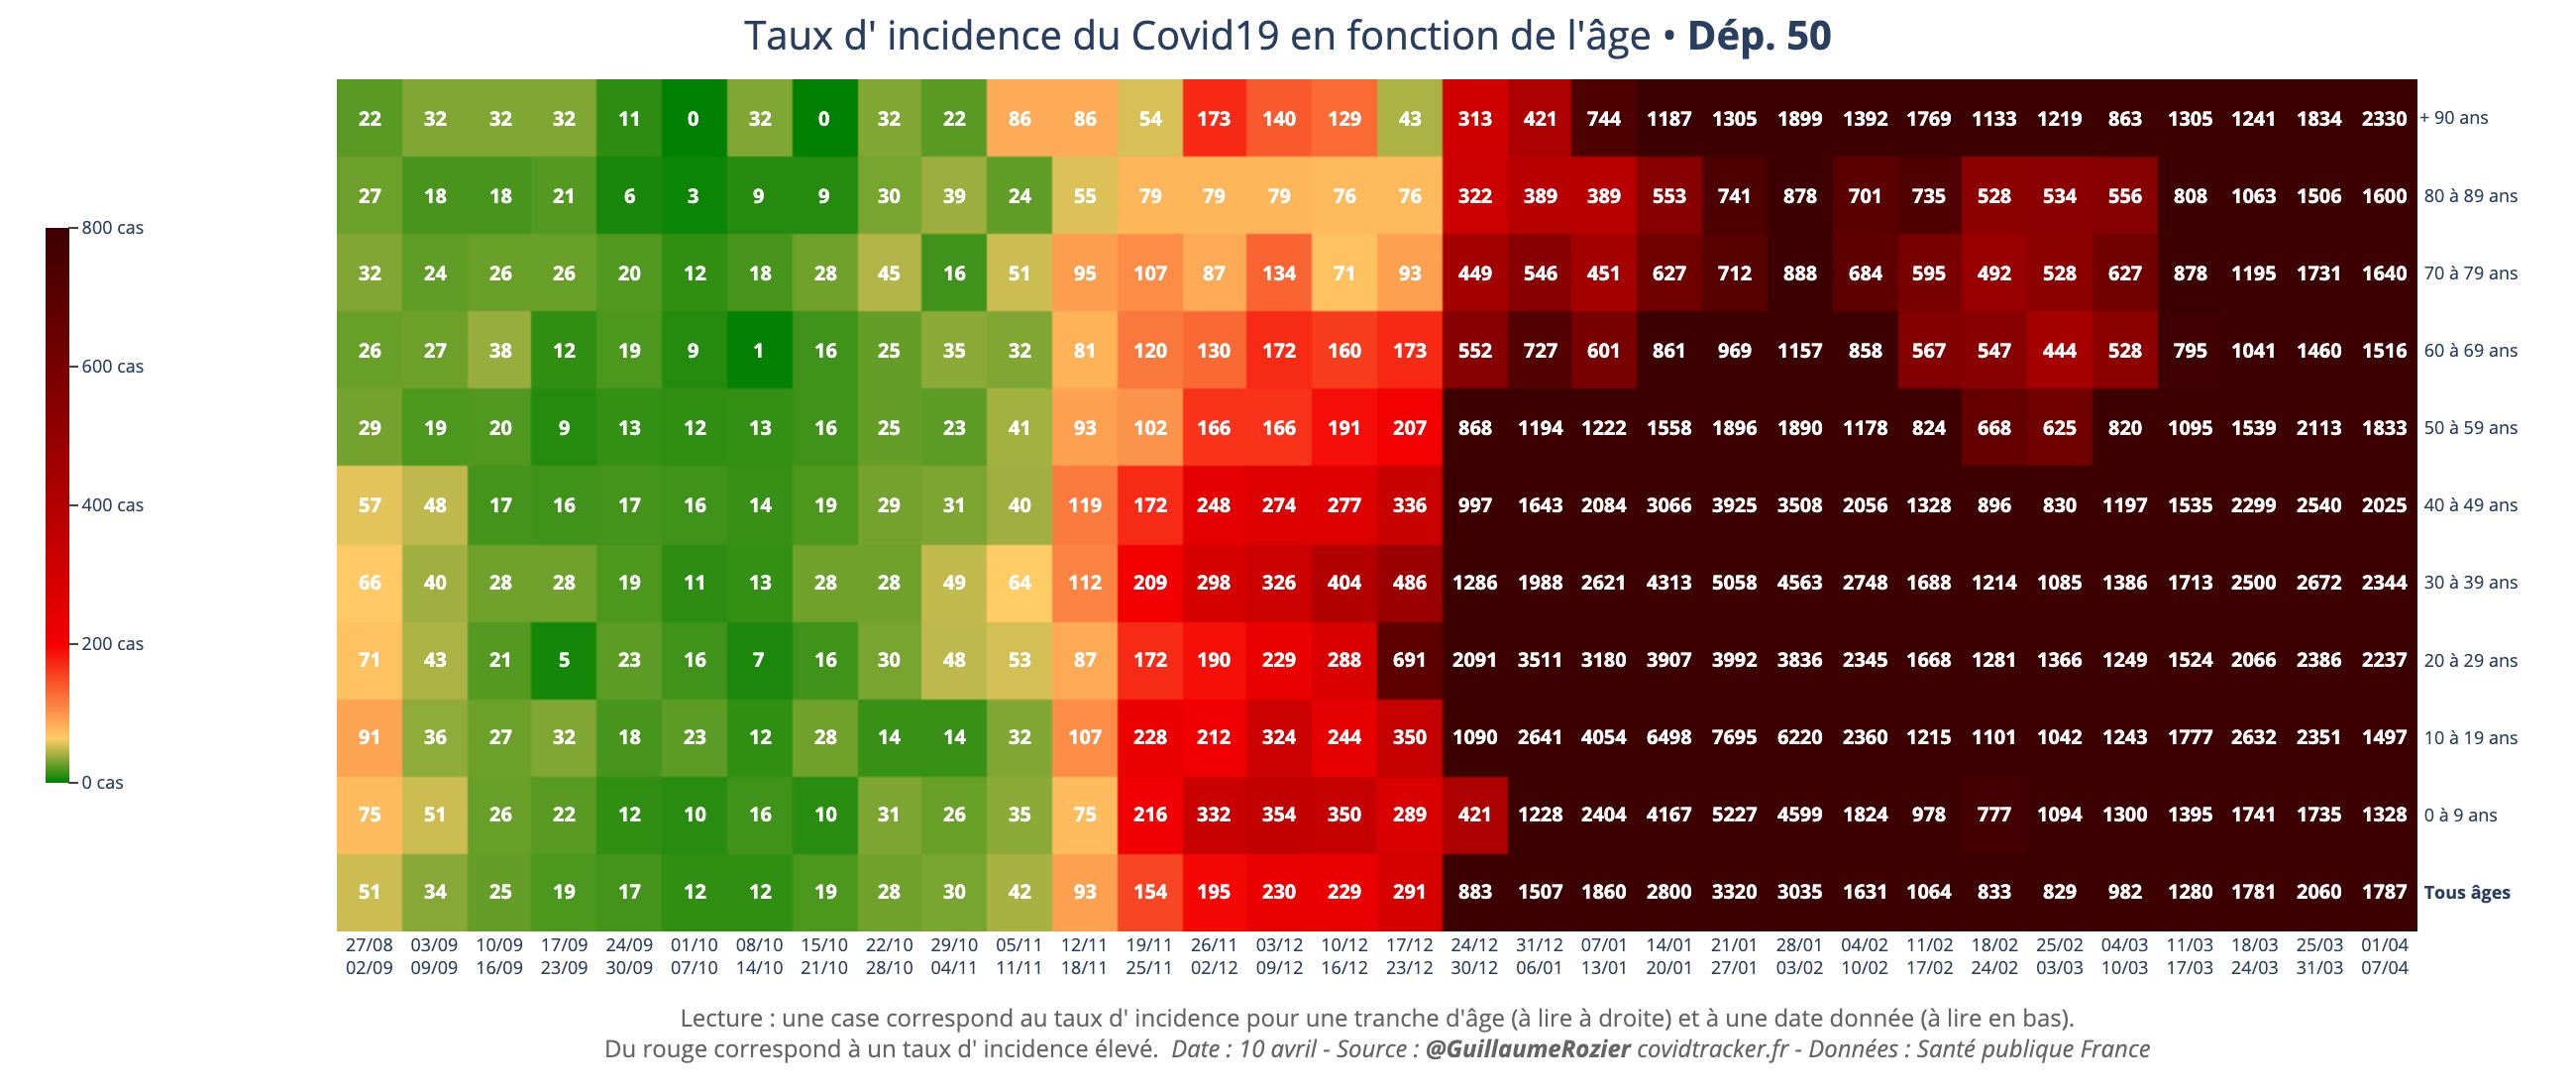 Taux d' incidence du Covid19 en fonction de l'âge • Dép. 50
22 32 32 32 11 0 32 0 32 22 86 86 54 173 140 129 43 313 421 744 1187 1305 1899 1392 1769 1133 1219 863 1305 1241 1834 2330 + 90 ans
27 18 18 21 6 3 9 9 30 39 24 55 79 79 79 76 76 322 389 389 553 741 878 701 735 528 534 556 808 1063 1506 1600 80 à 89 ans
800 cas
32 24 26 26 20 12 18 28 45 16 51 95 107 87 134 71 93 449 546 451 627 712 888 684 595 492 528 627 878 1195 1731 1640 70 à 79 ans
26 27 38 12 19 9 1 16 25 35 32 81 120 130 172 160 173 552 727 601 861 969 1157 858 567 547 444 528 795 1041 1460 1516 60 à 69 ans
600 cas
29 19 20 9 13 12 13 16 25 23 41 93 102 166 166 191 207 868 1194 1222 1558 1896 1890 1178 824 668 625 820 1095 1539 2113 1833 50 à 59 ans
400 cas
57 48 17 16 17 16 14 19 29 31 40 119 172 248 274 277 336 997 1643 2084 3066 3925 3508 2056 1328 896 830 1197 1535 2299 2540 2025 40 à 49 ans
66 40 28 28 19 11 13 28 28 49 64 112 209 298 326 404 486 1286 1988 2621 4313 5058 4563 2748 1688 1214 1085 1386 1713 2500 2672 2344 30 à 39 ans
200 cas
71 43 21 5 23 16 7 16 30 48 53 87 172 190 229 288 691 2091 3511 3180 3907 3992 3836 2345 1668 1281 1366 1249 1524 2066 2386 2237 20 à 29 ans
91 36 27 32 18 23 12 28 14 14 32 107 228 212 324 244 350 1090 2641 4054 6498 7695 6220 2360 1215 1101 1042 1243 1777 2632 2351 1497 10 à 19 ans
0 cas
75 51 26 22 12 10 16 10 31 26 35 75 216 332 354 350 289 421 1228 2404 4167 5227 4599 1824 978 777 1094 1300 1395 1741 1735 1328 0 à 9 ans
51 34 25 19 17 12 12 19 28 30 42 93 154 195 230 229 291 883 1507 1860 2800 3320 3035 1631 1064 833 829 982 1280 1781 2060 1787 Tous âges
27/08 03/09 10/09 17/09 24/09 01/10 08/10 15/10 22/10 29/10 05/11 12/11 19/11 26/11 03/12 10/12 17/12 24/12 31/12 07/01 14/01 21/01 28/01 04/02 11/02 18/02 25/02 04/03 11/03 18/03 25/03 01/04
02/09 09/09 16/09 23/09 30/09 07/10 14/10 21/10 28/10 04/11 11/11 18/11 25/11 02/12 09/12 16/12 23/12 30/12 06/01 13/01 20/01 27/01 03/02 10/02 17/02 24/02 03/03 10/03 17/03 24/03 31/03 07/04
Lecture : une case correspond au taux d' incidence pour une tranche d'âge (à lire à droite) et à une date donnée (à lire en bas).
Du rouge correspond à un taux d' incidence élevé. Date : 10 avril - Source : @GuillaumeRozier covidtracker.fr - Données : Santé publique France